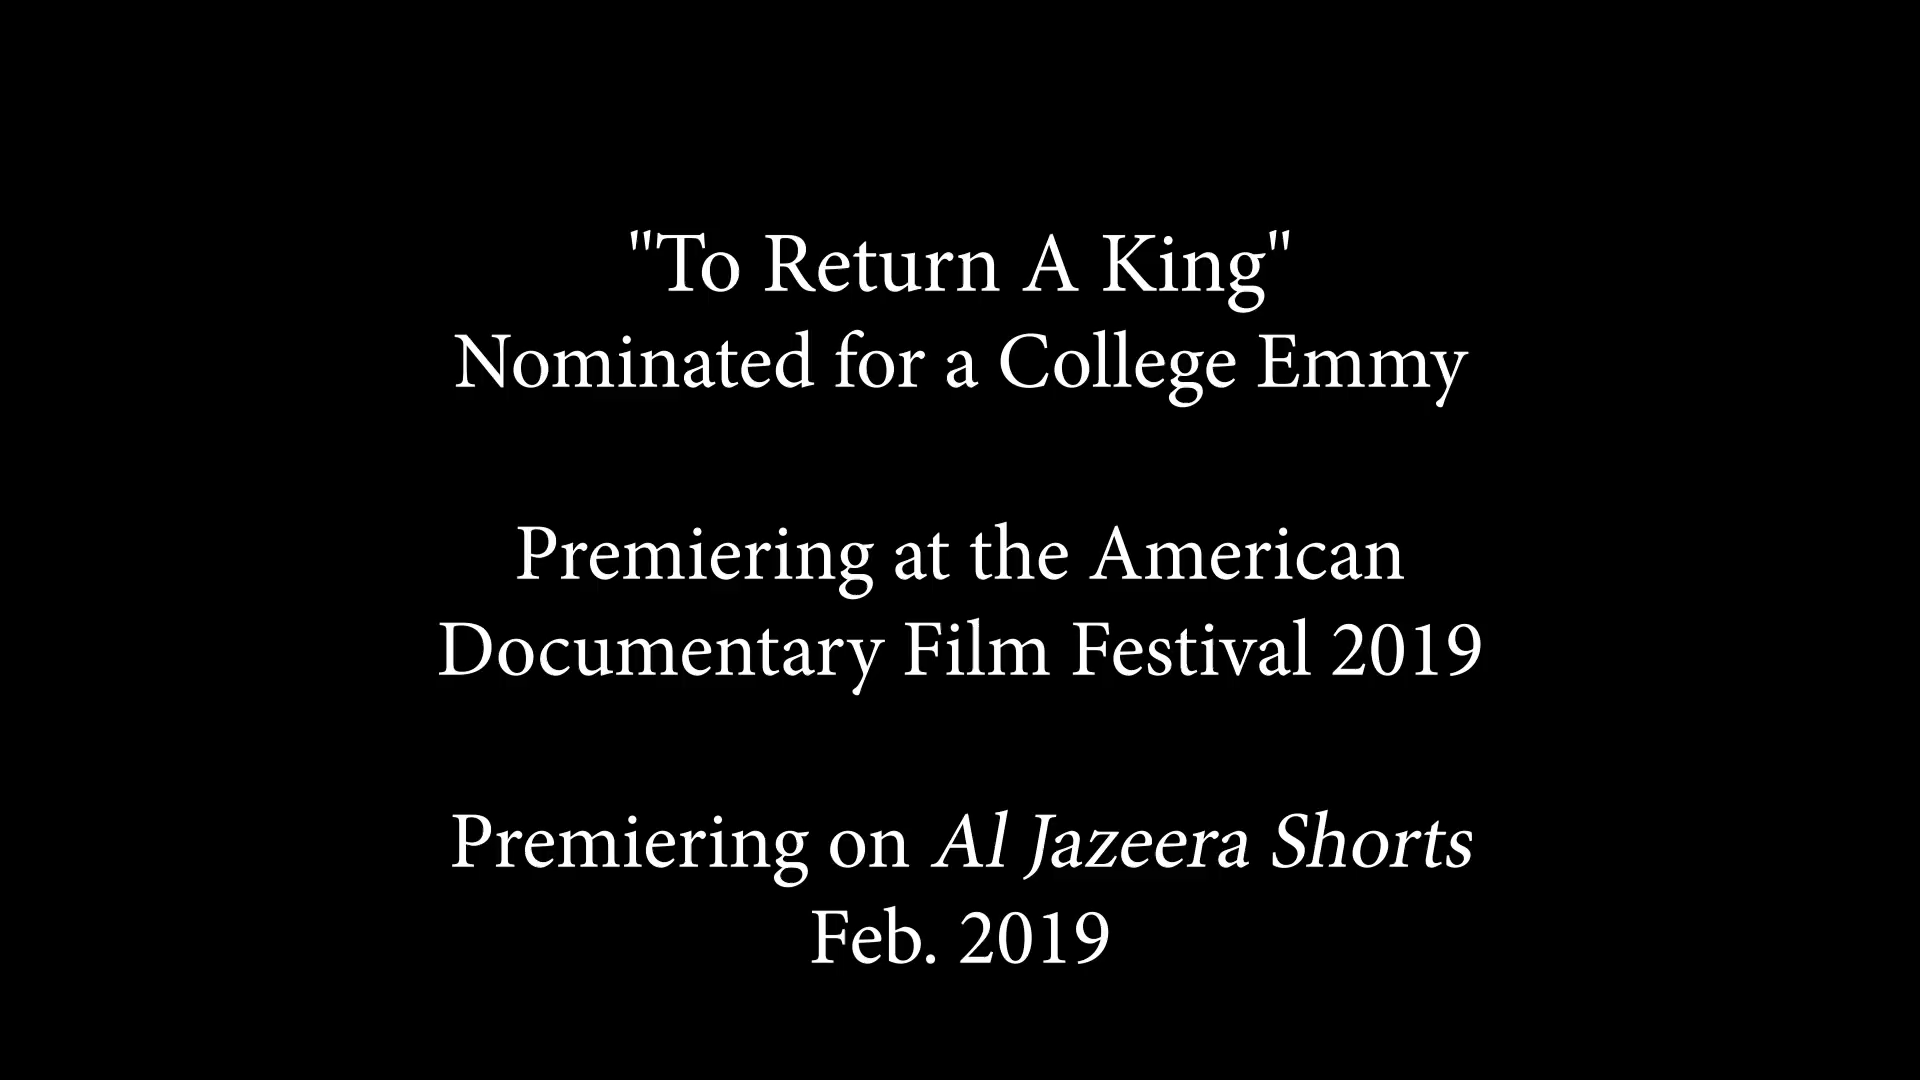 "To Return A King"
Nominated for a College Emmy
Premiering at the American
Documentary Film Festival 2019
Premiering on Al Jazeera Shorts
Feb. 2019